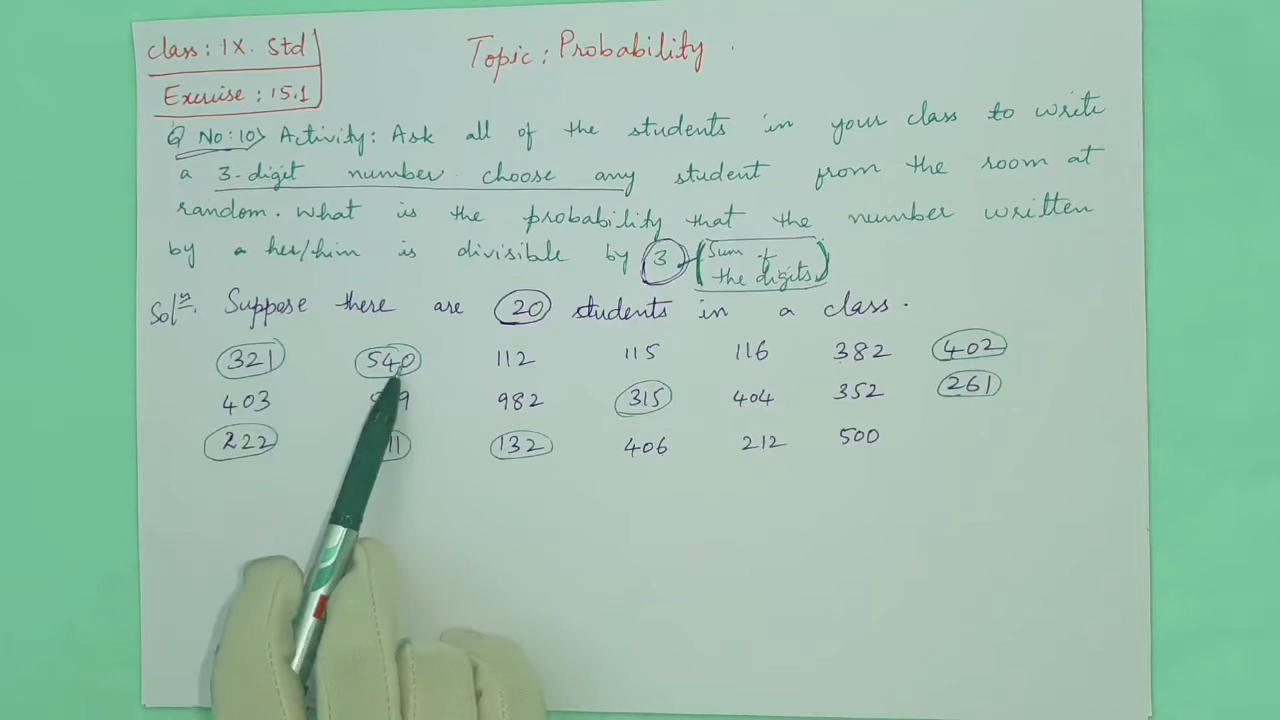 Class: IX. Std
Exercise: 15.1
Topic: Probability.
Q No:10> Activity: Ask all of the students in your class to write
a 3-digit number. choose any student from the room at
random. What is the probability that the number written
by a her/him is divisible by 3 (Sum of
the digits)
Solⁿ. Suppose there are 20 students in a class.
321 540 112 115 116 382 402
403 982 315 404 352 261
222 132 406 212 500